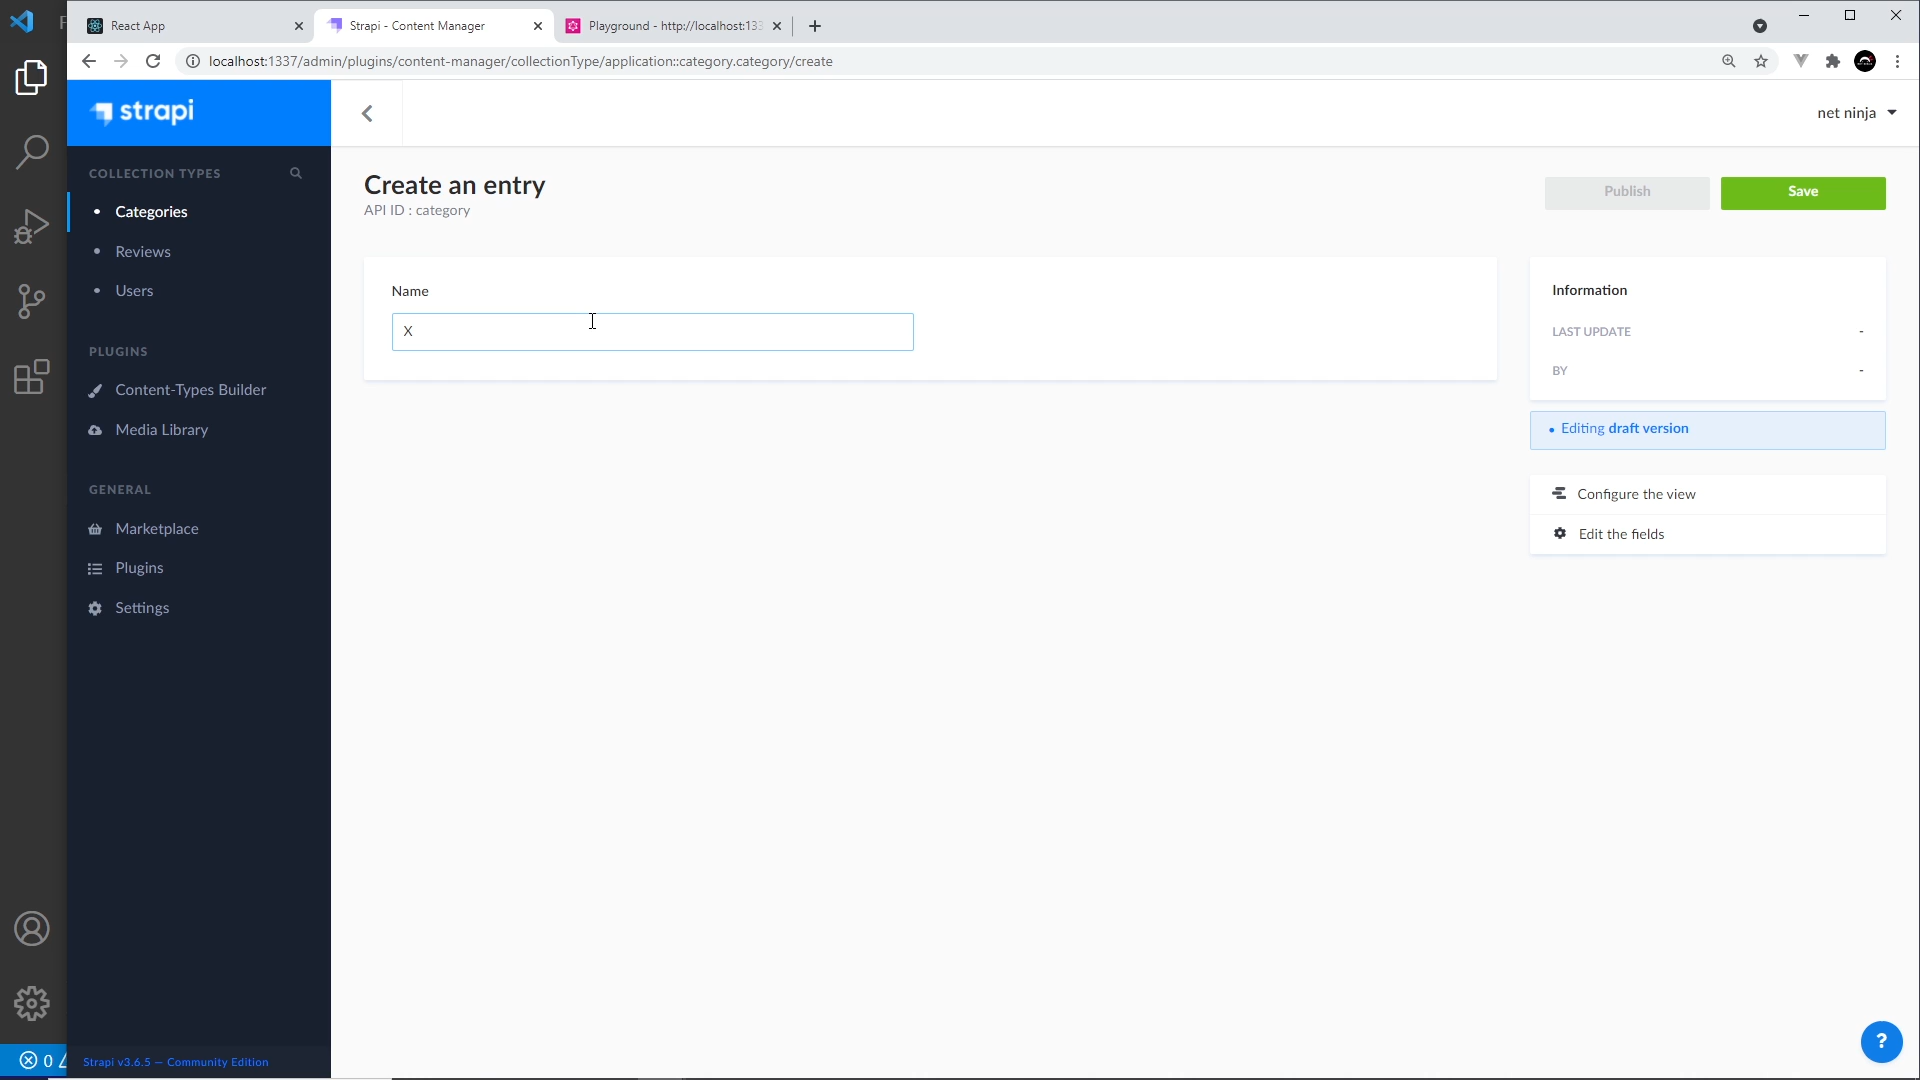 React App
Strapi - Content Manager
Playground - http://localhost:133
localhost:1337/admin/plugins/content-manager/collectionType/application::category.category/create
strapi
net ninja
COLLECTION TYPES
Categories
Reviews
Users
PLUGINS
Content-Types Builder
Media Library
GENERAL
Marketplace
Plugins
Settings
Strapi v3.6.5 — Community Edition
Create an entry
API ID : category
Publish
Save
Name
X
Information
LAST UPDATE
-
BY
-
Editing draft version
Configure the view
Edit the fields
?
F
0